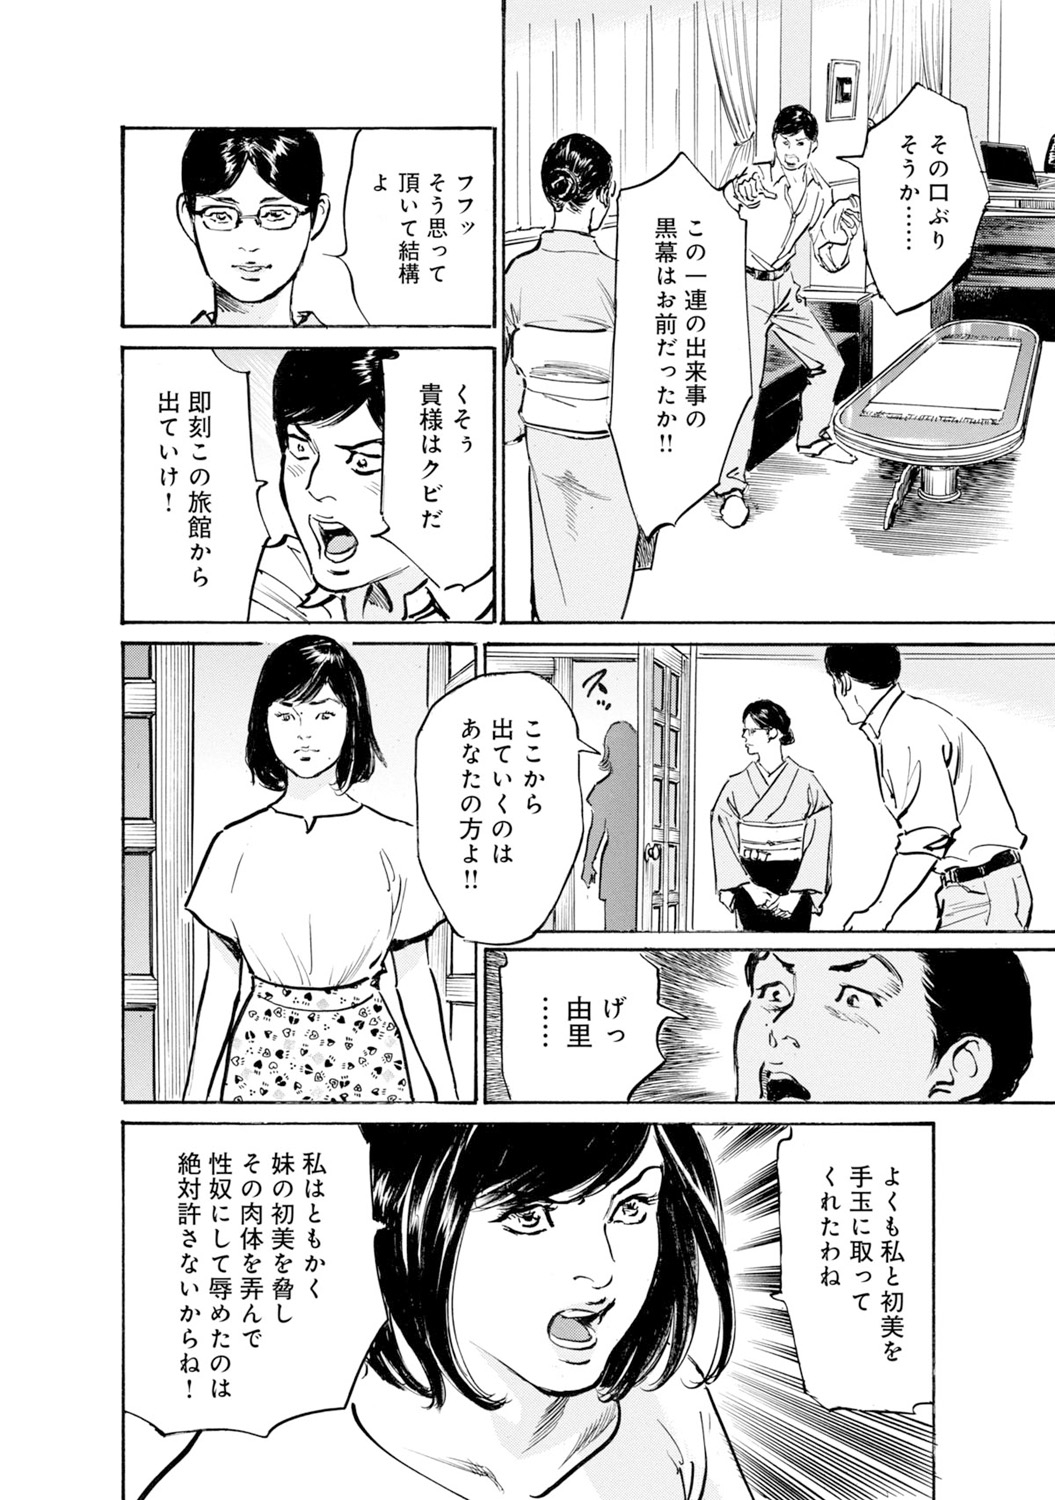 その口ぶり
そうか……
この一連の出来事の
黒幕はお前だったか!!
フフッ
そう思って
頂いて結構
よ
くそぅ
貴様はクビだ
即刻この旅館から
出ていけ！
ズッ
ここから
出ていくのは
あなたの方よ!!
げっ
由里
……
よくも私と初美を
手玉に取って
くれたわね
私はともかく
妹の初美を脅し
その肉体を弄んで
性奴にして辱めたのは
絶対許さないからね！